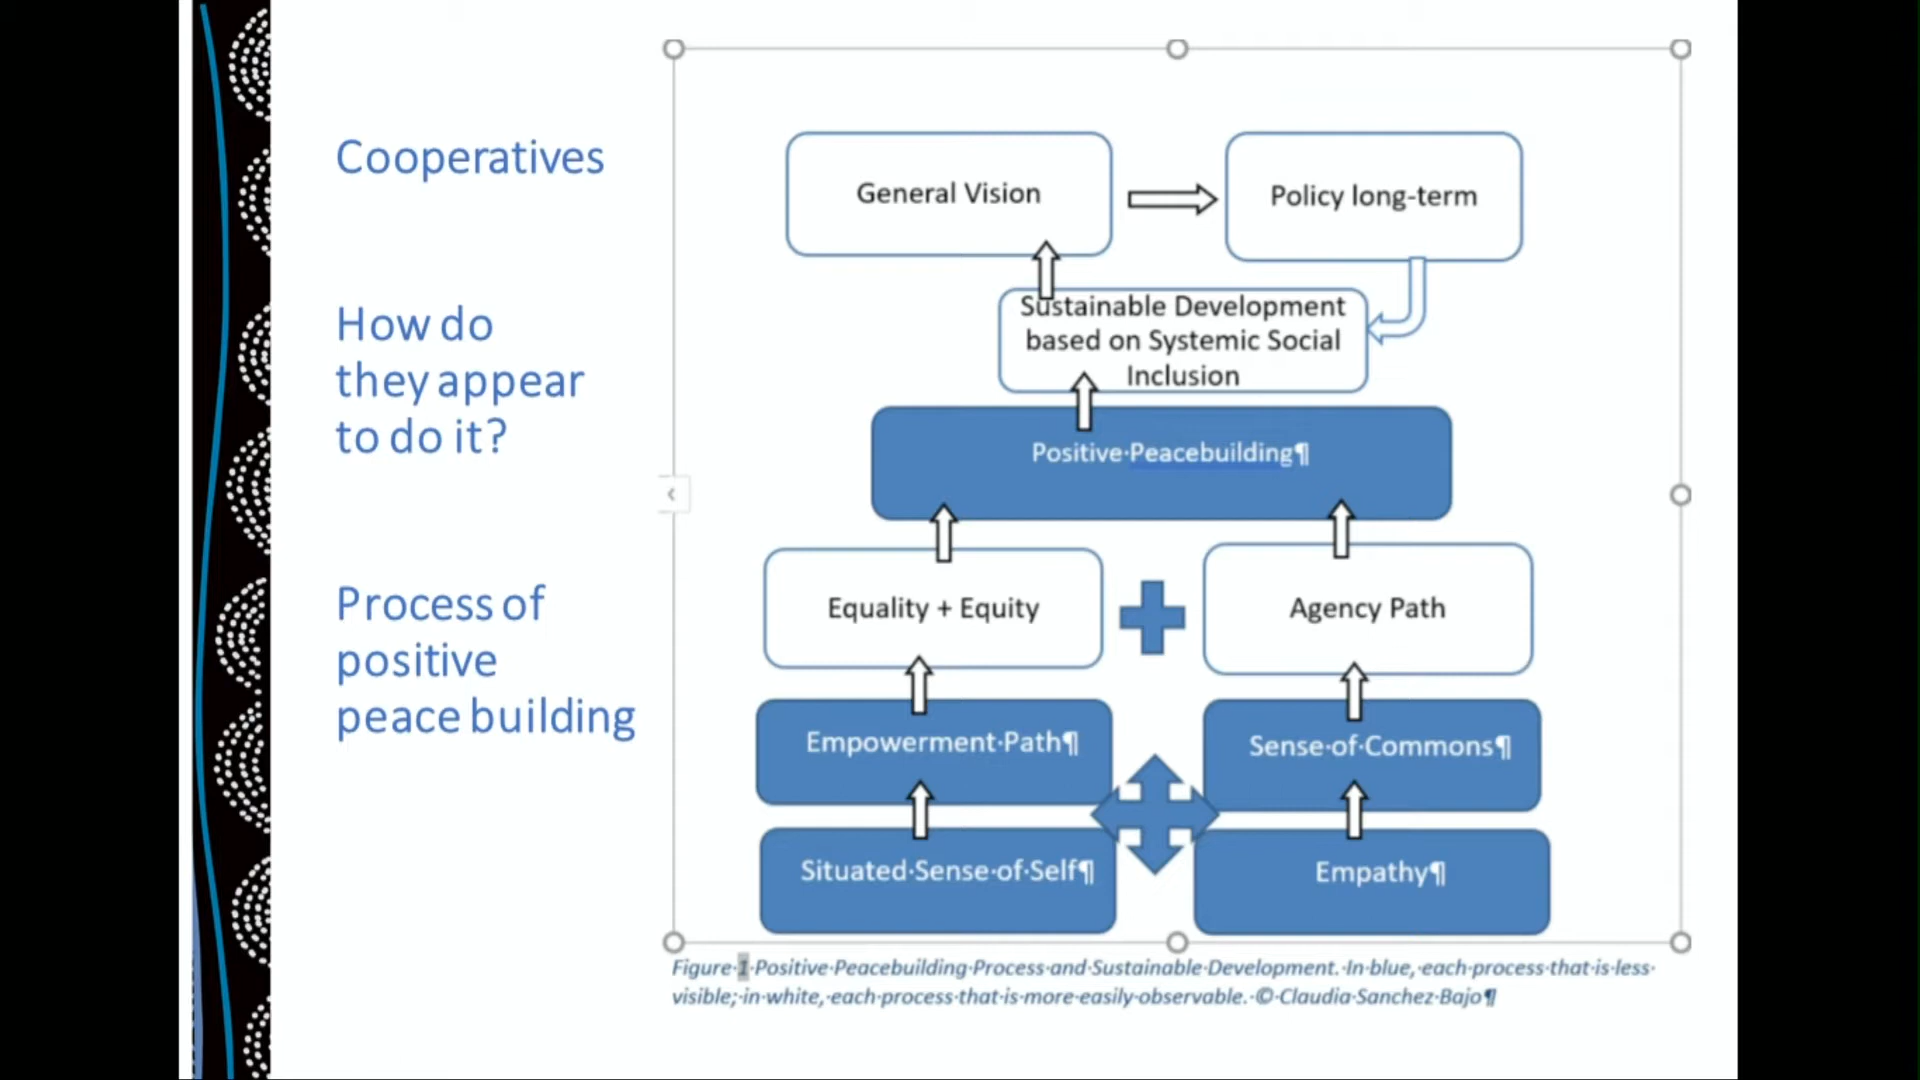 Cooperatives
How do
they appear
to do it?
Process of
positive
peace building
General Vision
Policy long-term
Sustainable Development
based on Systemic Social
Inclusion
Positive·Peacebuilding¶
Equality + Equity
Agency Path
Empowerment·Path¶
Sense·of·Commons¶
Situated·Sense·of·Self¶
Empathy¶
Figure·1·Positive·Peacebuilding·Process·and·Sustainable·Development.·In·blue,·each·process·that·is·less·
visible;·in·white,·each·process·that·is·more·easily·observable.·©·Claudia·Sanchez·Bajo¶